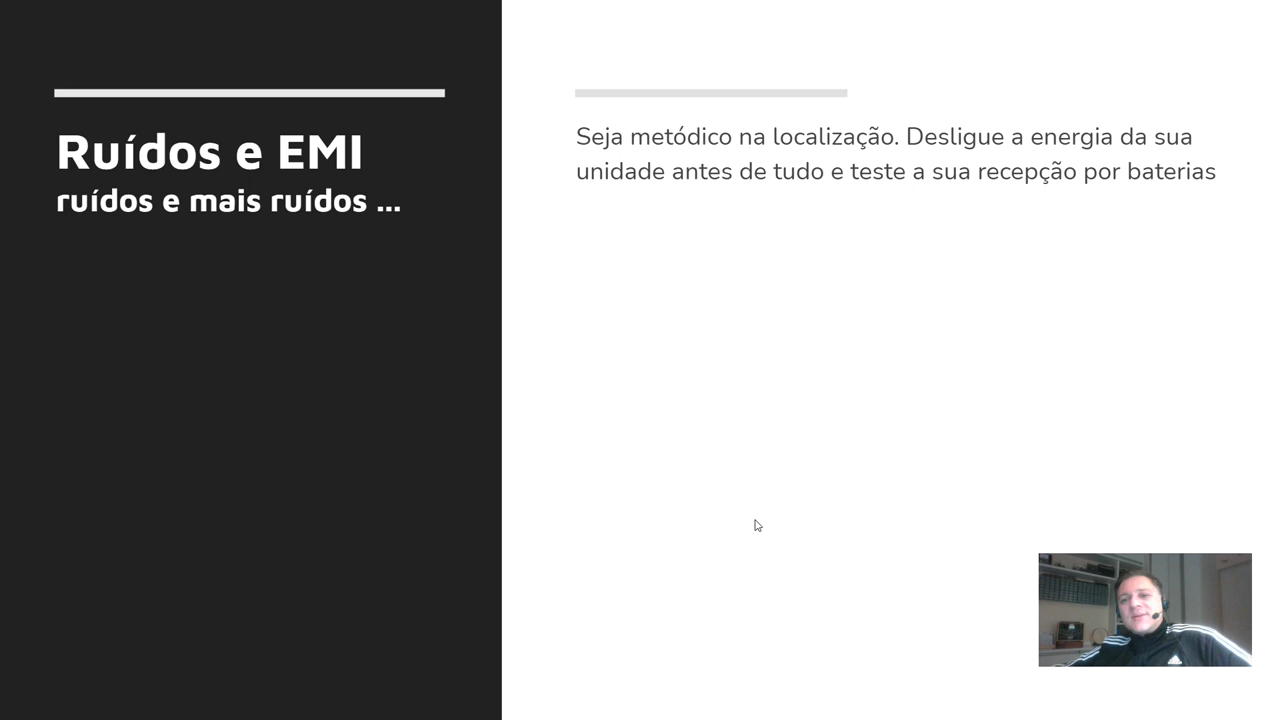 Ruídos e EMI
ruídos e mais ruídos ...
Seja metódico na localização. Desligue a energia da sua
unidade antes de tudo e teste a sua recepção por baterias